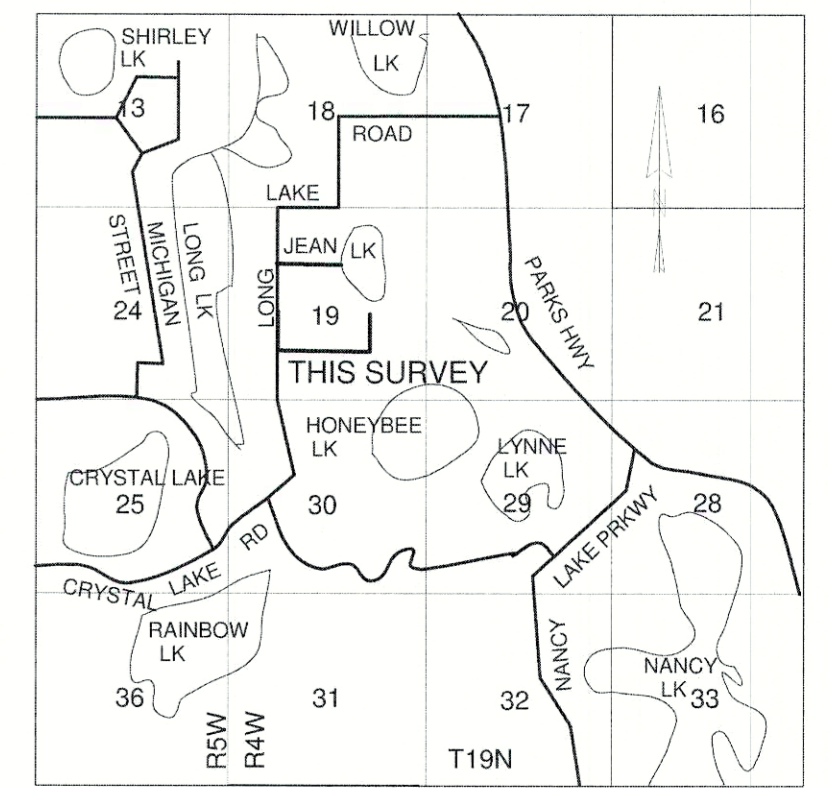 SHIRLEY
LK
WILLOW
LK
13
18
17
16
ROAD
LAKE
STREET
MICHIGAN
LONG LK
JEAN LK
LONG
PARKS HWY
N
24
19
20
21
THIS SURVEY
HONEYBEE
LK
LYNNE
LK
CRYSTAL LAKE
25
30
29
28
CRYSTAL LAKE RD
LAKE PRKWY
NANCY
RAINBOW
LK
NANCY
LK
36
31
32
33
R5W
R4W
T19N